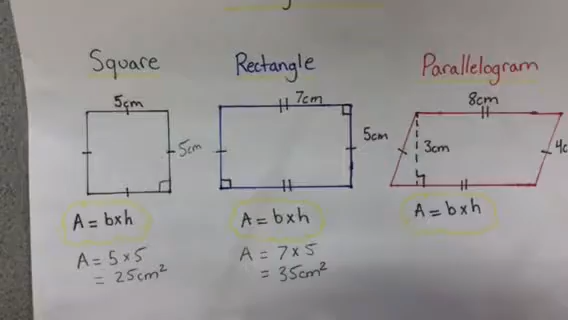 Square
5cm
5cm
A = b x h
A = 5 x 5
= 25cm²
Rectangle
7cm
5cm
A = b x h
A = 7 x 5
= 35cm²
Parallelogram
8cm
3cm
A = b x h